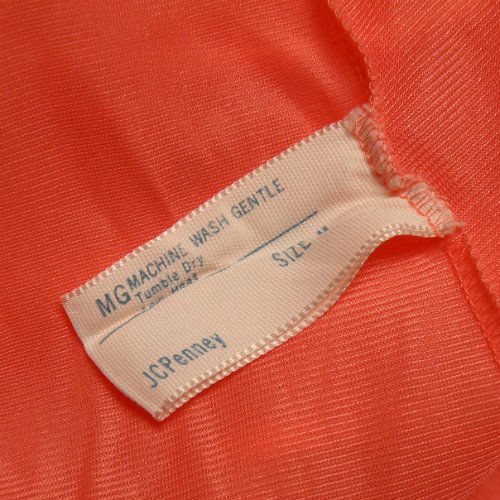 MG MACHINE WASH GENTLE
Tumble Dry
SIZE
JCPenney